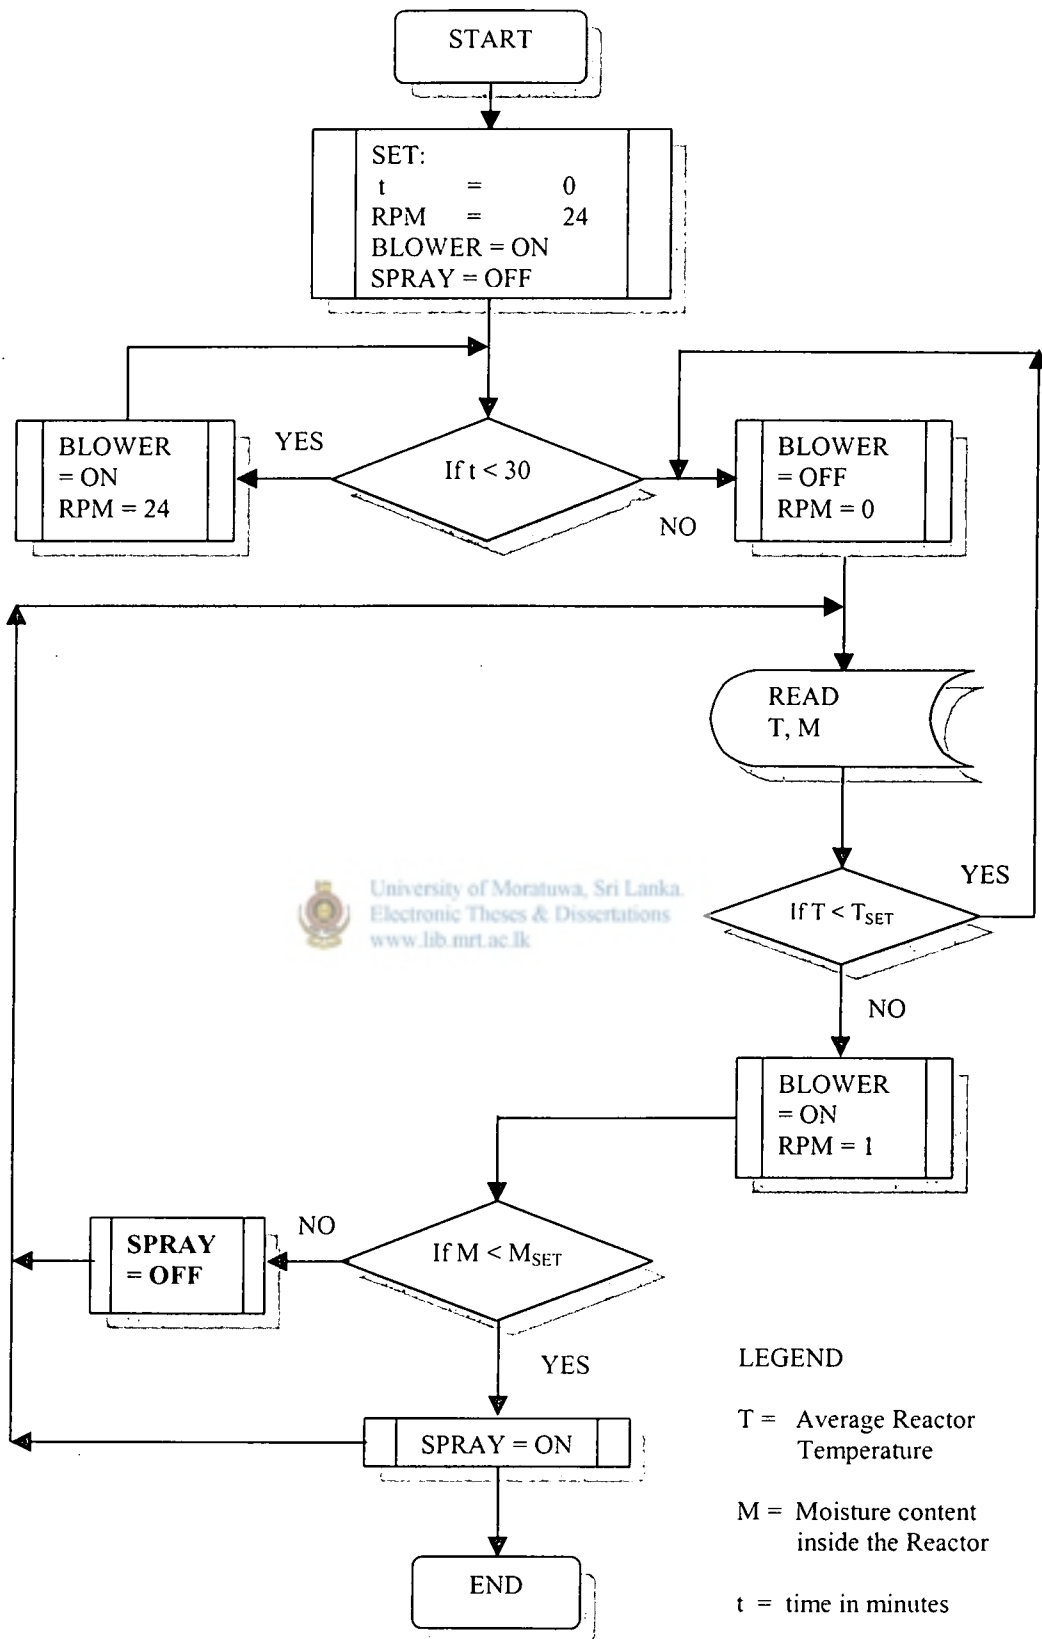 START
SET:
t = 0
RPM = 24
BLOWER = ON
SPRAY = OFF
BLOWER
= ON
RPM = 24
YES
If t < 30
NO
BLOWER
= OFF
RPM = 0
READ
T, M
University of Moratuwa, Sri Lanka.
Electronic Theses & Dissertations
www.lib.mrt.ac.lk
If T < TSET
YES
NO
BLOWER
= ON
RPM = 1
SPRAY
= OFF
NO
If M < MSET
YES
SPRAY = ON
END
LEGEND
T = Average Reactor
Temperature
M = Moisture content
inside the Reactor
t = time in minutes